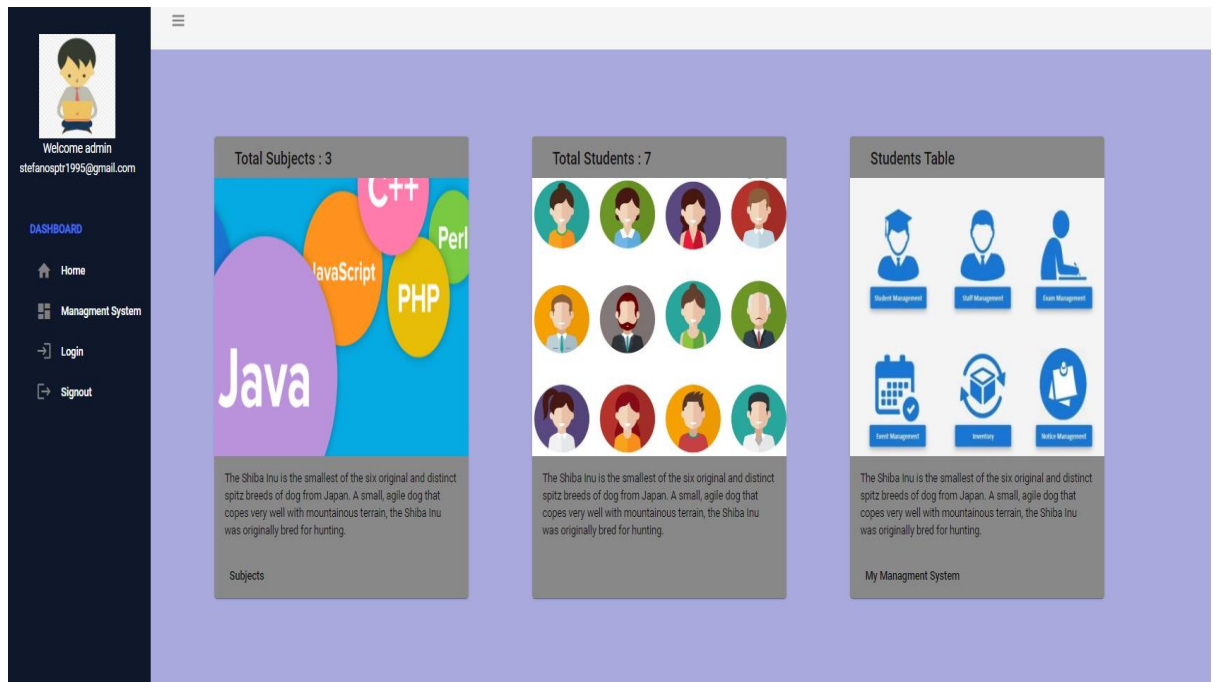 Welcome admin
stefanosptr1995@gmail.com
DASHBOARD
Home
Managment System
Login
Signout
Total Subjects : 3
C++
Perl
JavaScript
PHP
Java
The Shiba Inu is the smallest of the six original and distinct
spitz breeds of dog from Japan. A small, agile dog that
copes very well with mountainous terrain, the Shiba Inu
was originally bred for hunting.
Subjects
Total Students : 7
The Shiba Inu is the smallest of the six original and distinct
spitz breeds of dog from Japan. A small, agile dog that
copes very well with mountainous terrain, the Shiba Inu
was originally bred for hunting.
Students Table
Student Management
Staff Management
Exam Management
Event Management
Inventory
Notice Management
The Shiba Inu is the smallest of the six original and distinct
spitz breeds of dog from Japan. A small, agile dog that
copes very well with mountainous terrain, the Shiba Inu
was originally bred for hunting.
My Managment System